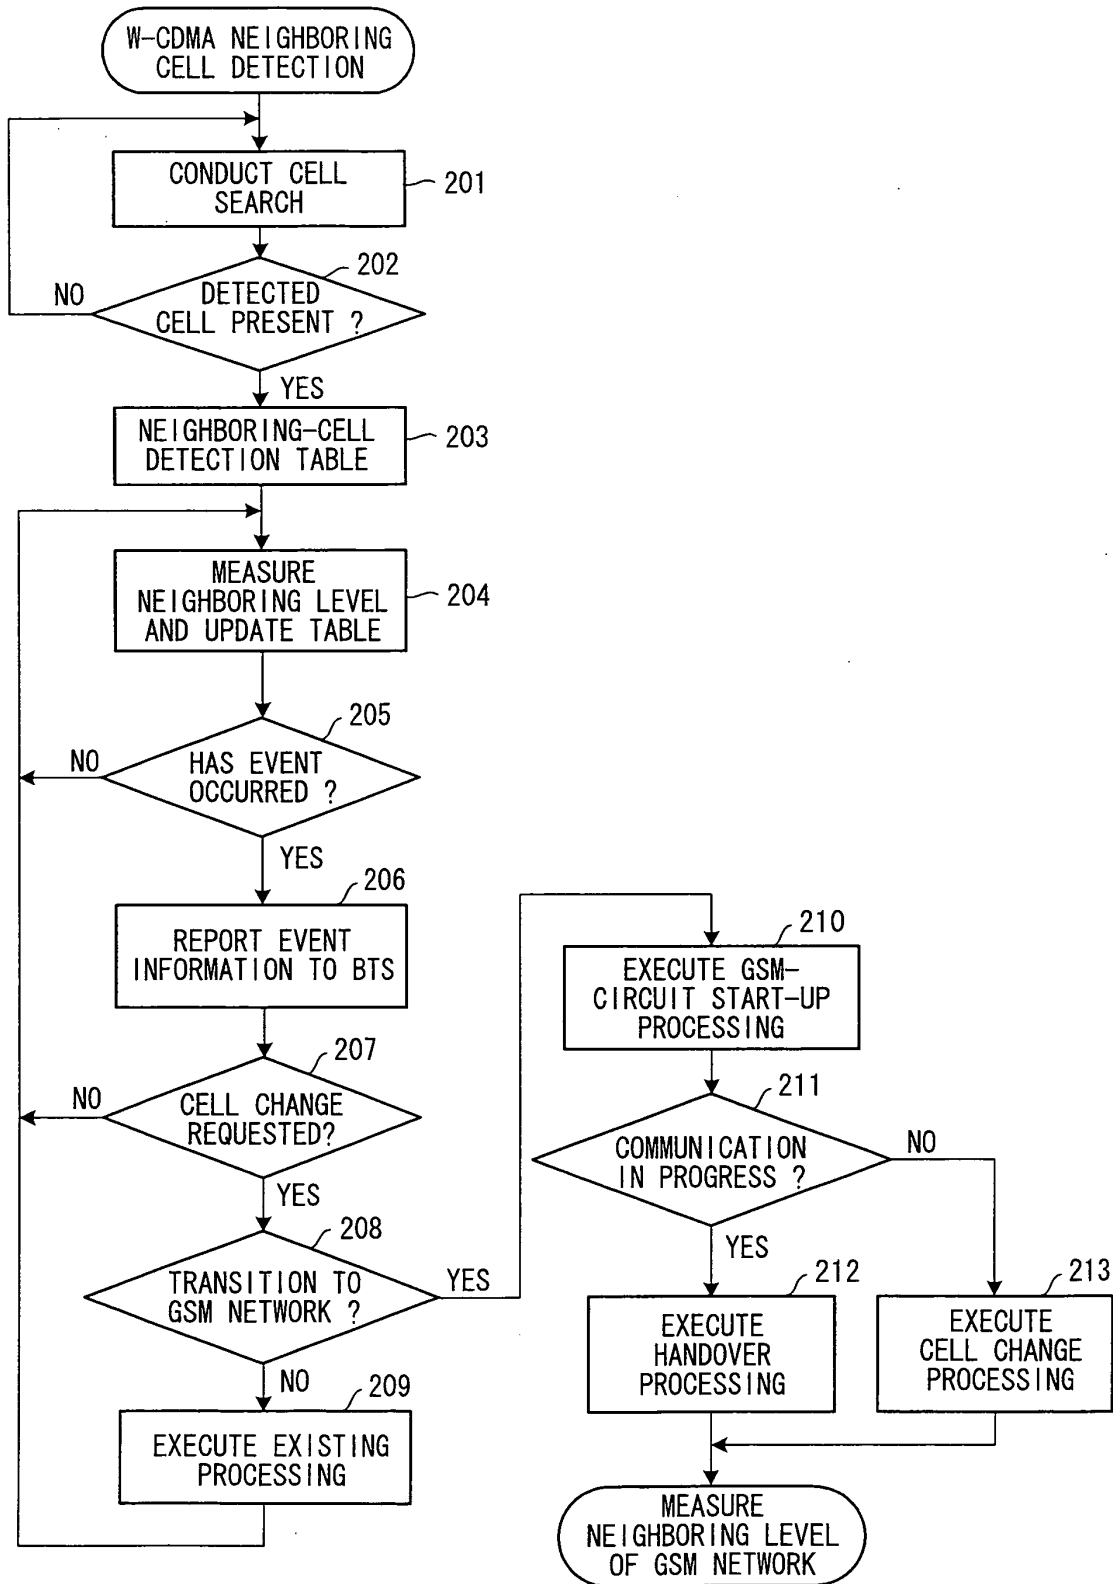 W-CDMA NEIGHBORING
CELL DETECTION
CONDUCT CELL
SEARCH
201
202
DETECTED
CELL PRESENT ?
NO
YES
NEIGHBORING-CELL
DETECTION TABLE
203
MEASURE
NEIGHBORING LEVEL
AND UPDATE TABLE
204
205
HAS EVENT
OCCURRED ?
NO
YES
206
REPORT EVENT
INFORMATION TO BTS
207
CELL CHANGE
REQUESTED?
NO
YES
208
TRANSITION TO
GSM NETWORK ?
YES
NO
209
EXECUTE EXISTING
PROCESSING
210
EXECUTE GSM-
CIRCUIT START-UP
PROCESSING
211
COMMUNICATION
IN PROGRESS ?
NO
YES
212
EXECUTE
HANDOVER
PROCESSING
213
EXECUTE
CELL CHANGE
PROCESSING
MEASURE
NEIGHBORING LEVEL
OF GSM NETWORK